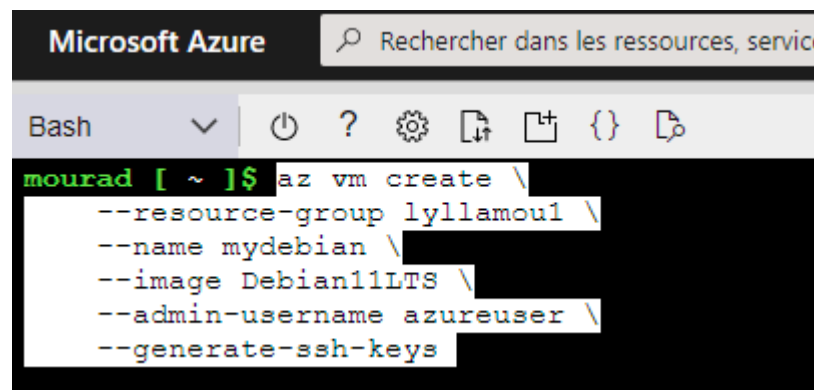 Microsoft Azure Rechercher dans les ressources, servic
Bash
mourad [ ~ ]$ az vm create \
--resource-group lyllamou1 \
--name mydebian \
--image Debian11LTS \
--admin-username azureuser \
--generate-ssh-keys